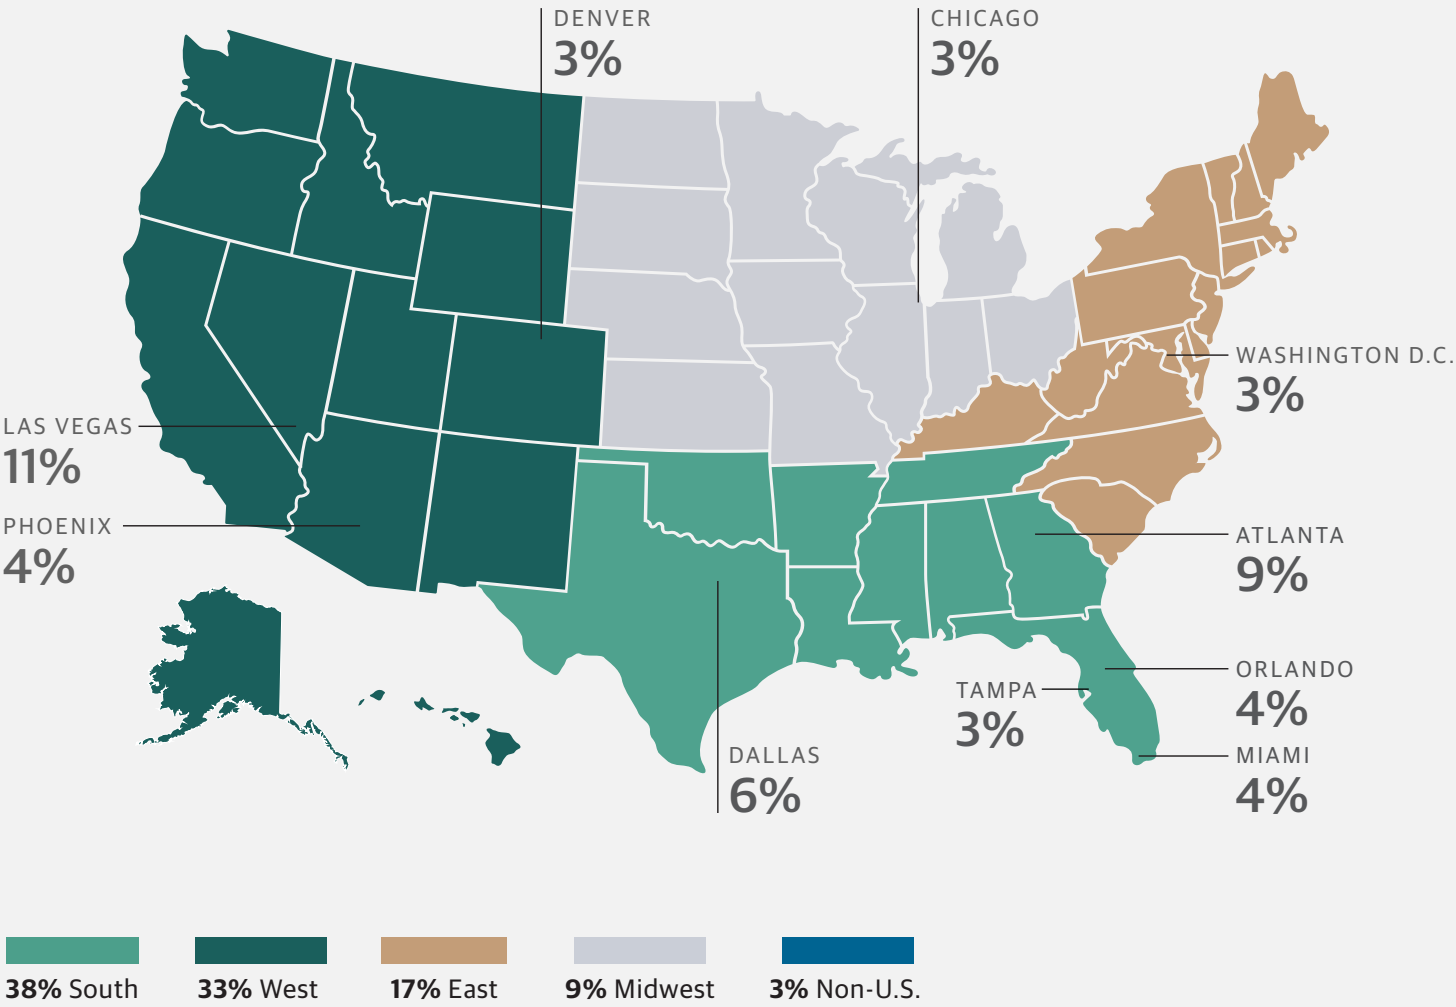 DENVER
3%
CHICAGO
3%
WASHINGTON D.C.
3%
LAS VEGAS
11%
PHOENIX
4%
ATLANTA
9%
ORLANDO
4%
TAMPA
3%
MIAMI
4%
DALLAS
6%
38% South
33% West
17% East
9% Midwest
3% Non-U.S.